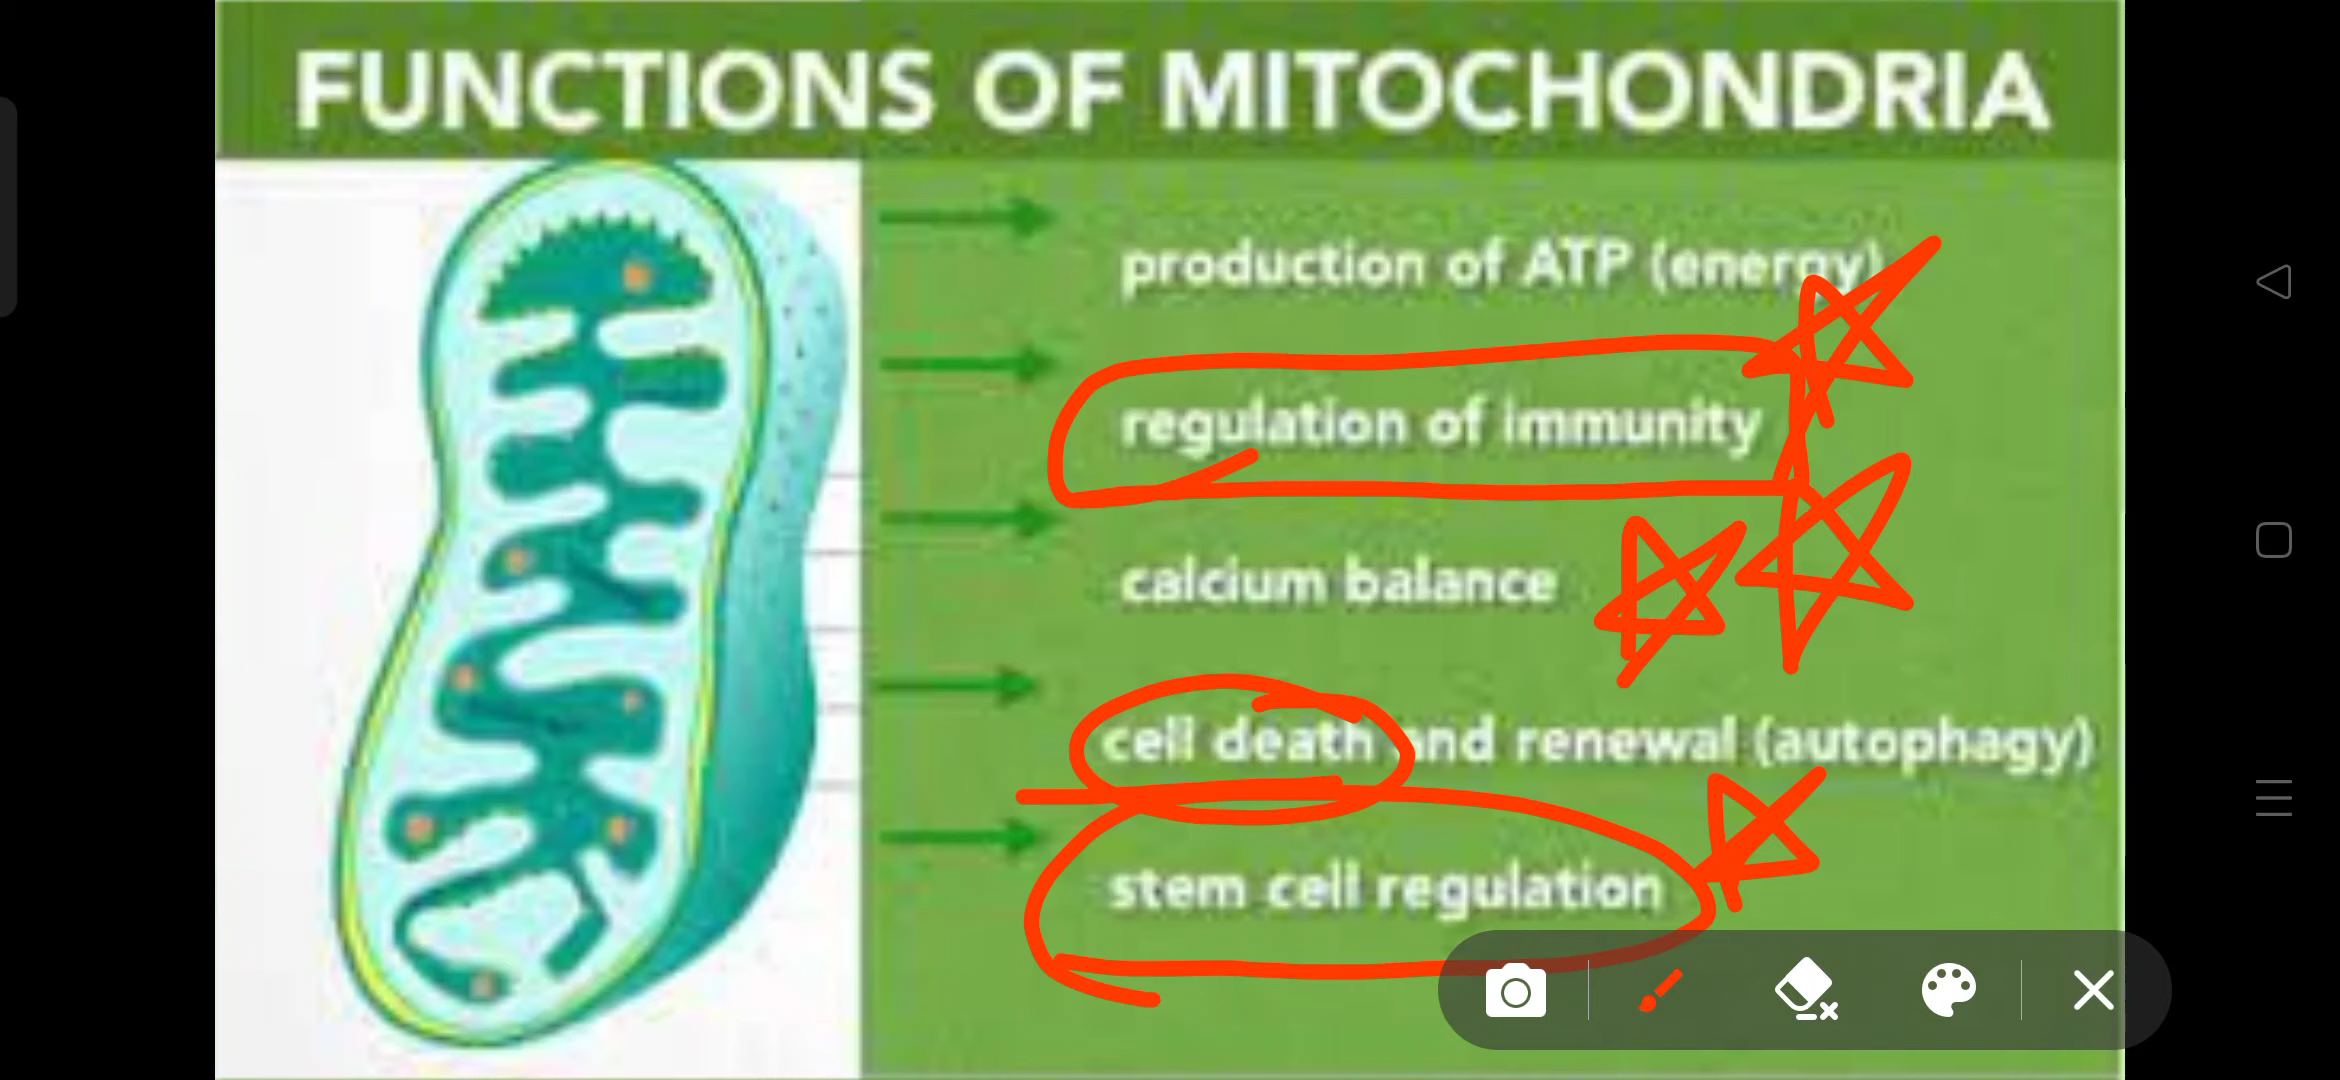 FUNCTIONS OF MITOCHONDRIA
production of ATP (energy)
regulation of immunity
calcium balance
cell death and renewal (autophagy)
stem cell regulation